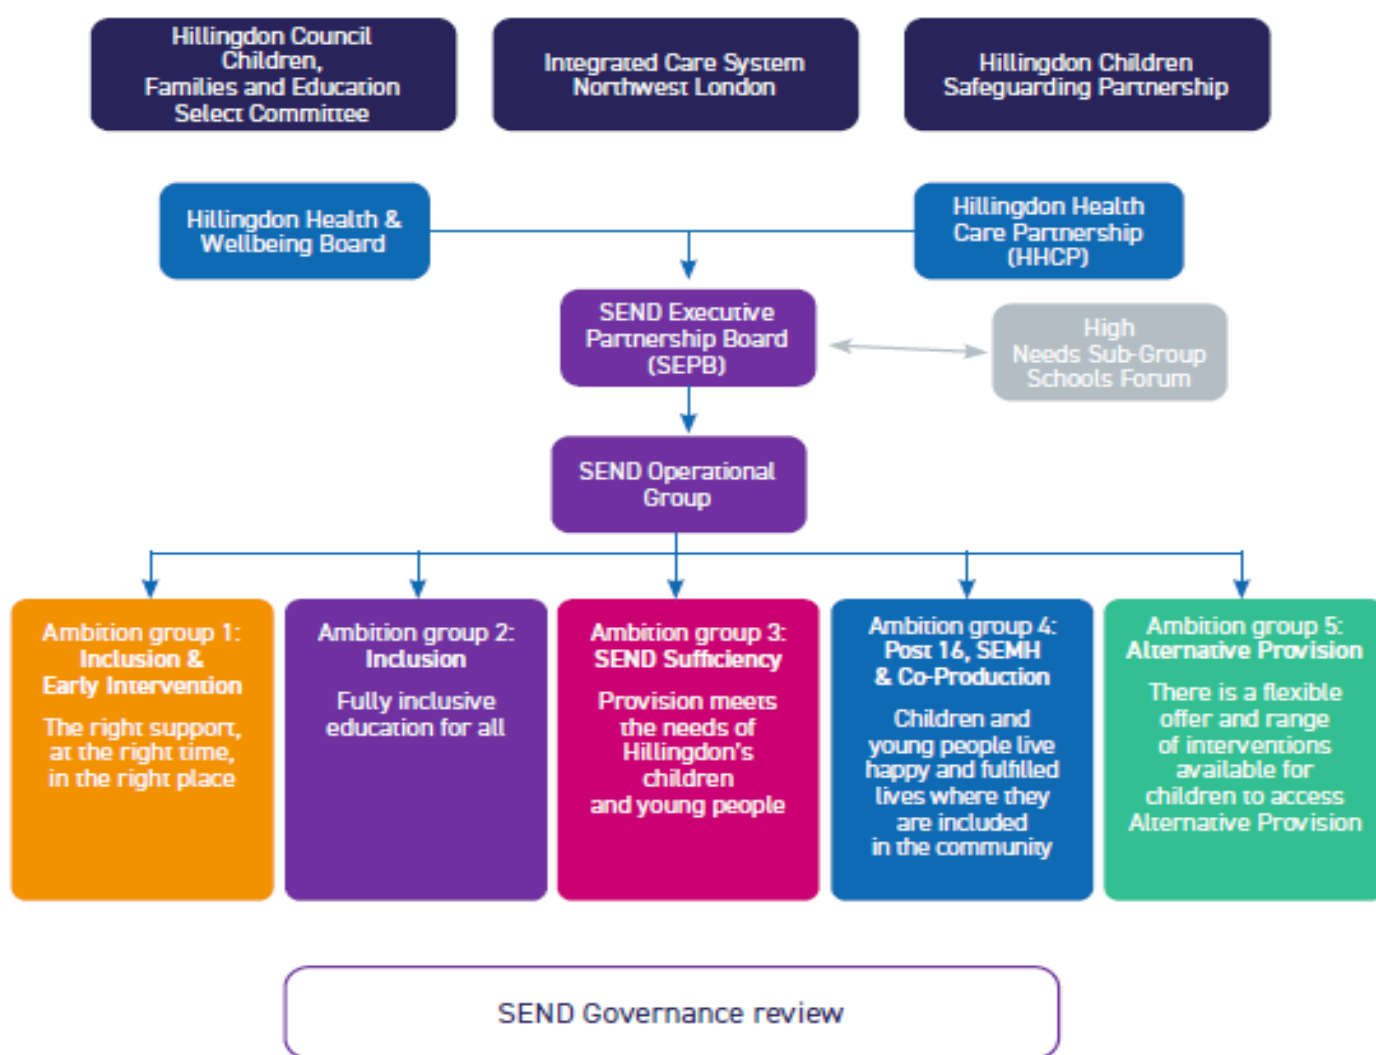 Hillingdon Council
Children,
Families and Education
Select Committee
Integrated Care System
Northwest London
Hillingdon Children
Safeguarding Partnership
Hillingdon Health &
Wellbeing Board
Hillingdon Health
Care Partnership
(HHCP)
SEND Executive
Partnership Board
(SEPB)
High
Needs Sub-Group
Schools Forum
SEND Operational
Group
Ambition group 1:
Inclusion &
Early Intervention
The right support,
at the right time,
in the right place
Ambition group 2:
Inclusion
Fully inclusive
education for all
Ambition group 3:
SEND Sufficiency
Provision meets
the needs of
Hillingdon's
children
and young people
Ambition group 4:
Post 16, SEMH
& Co-Production
Children and
young people live
happy and fulfilled
lives where they
are included
in the community
Ambition group 5:
Alternative Provision
There is a flexible
offer and range
of interventions
available for
children to access
Alternative Provision
SEND Governance review